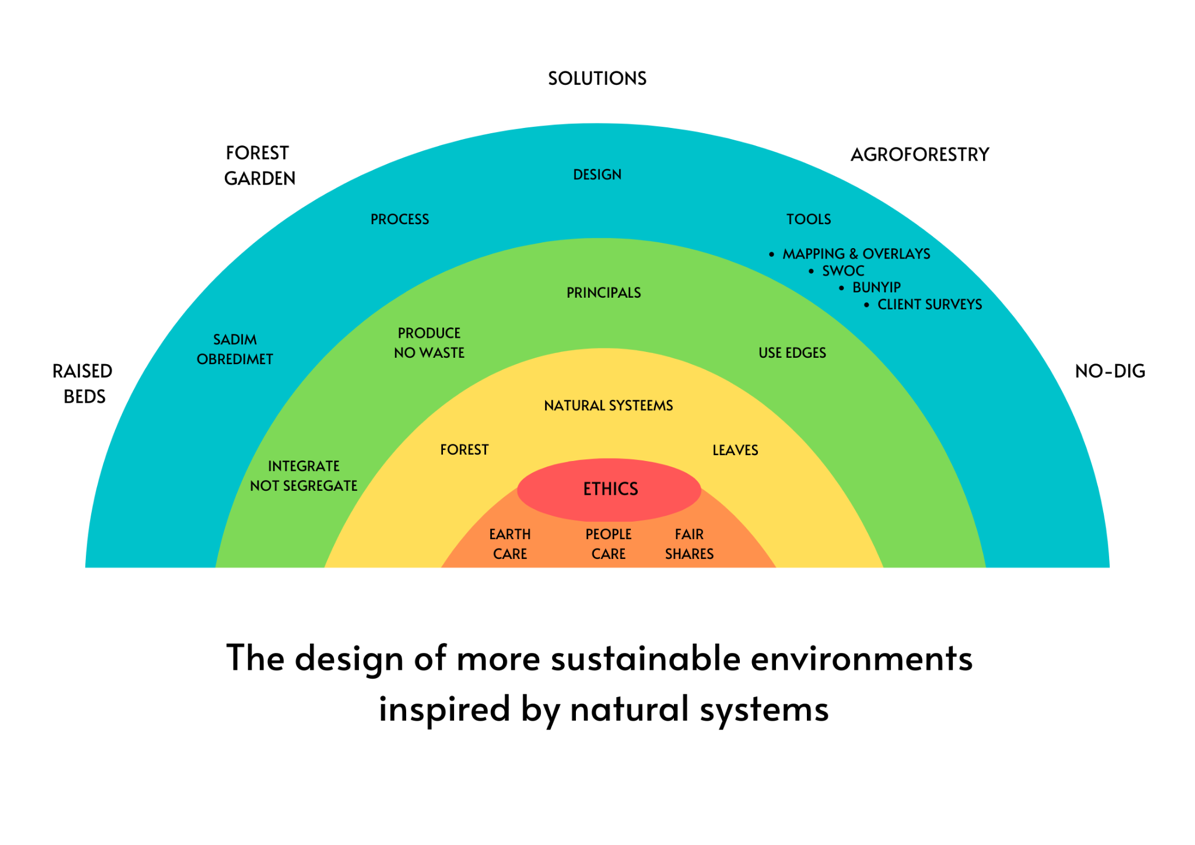 SOLUTIONS
FOREST
GARDEN
AGROFORESTRY
DESIGN
PROCESS
TOOLS
• MAPPING & OVERLAYS
• SWOC
• BUNYIP
• CLIENT SURVEYS
PRINCIPALS
PRODUCE
NO WASTE
USE EDGES
SADIM
OBREDIMET
RAISED
BEDS
NO-DIG
NATURAL SYSTEEMS
FOREST
LEAVES
INTEGRATE
NOT SEGREGATE
ETHICS
EARTH
CARE
PEOPLE
CARE
FAIR
SHARES
The design of more sustainable environments
inspired by natural systems